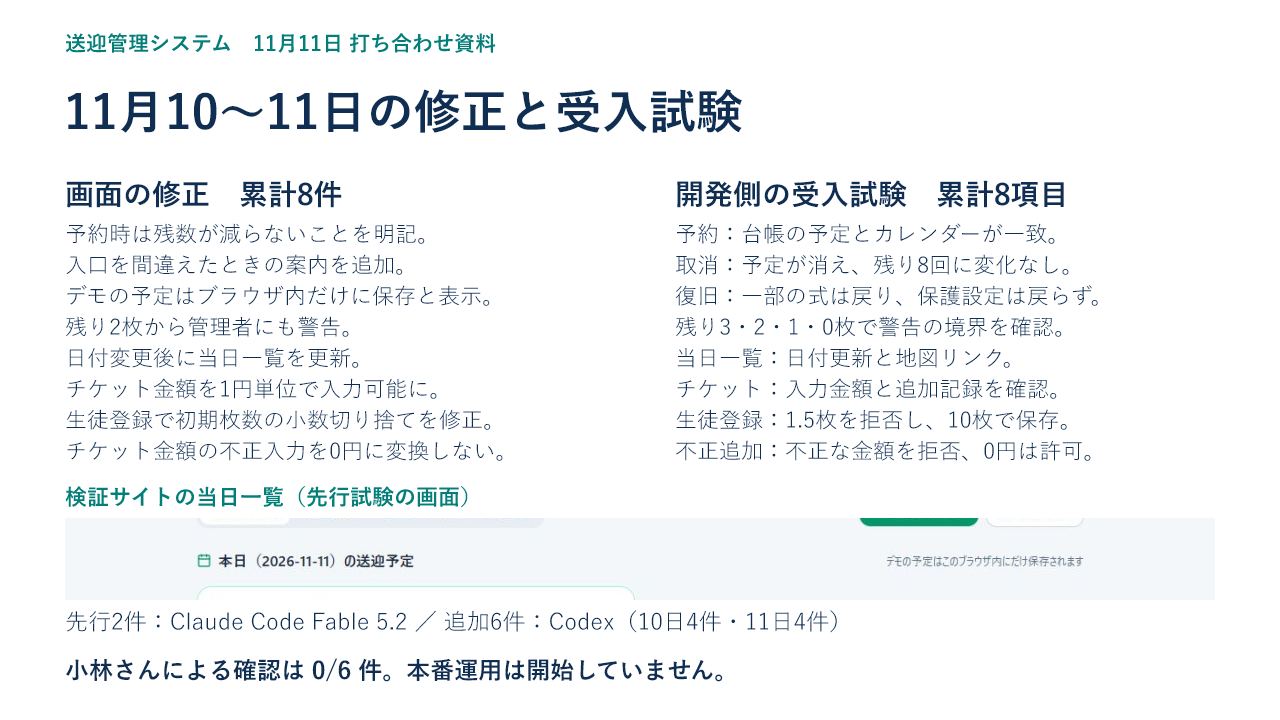 送迎管理システム　11月11日 打ち合わせ資料
11月10～11日の修正と受入試験
画面の修正　累計8件
予約時は残数が減らないことを明記。
入口を間違えたときの案内を追加。
デモの予定はブラウザ内だけに保存と表示。
残り2枚から管理者にも警告。
日付変更後に当日一覧を更新。
チケット金額を1円単位で入力可能に。
生徒登録で初期枚数の小数切り捨てを修正。
チケット金額の不正入力を0円に変換しない。
開発側の受入試験　累計8項目
予約：台帳の予定とカレンダーが一致。
取消：予定が消え、残り8回に変化なし。
復旧：一部の式は戻り、保護設定は戻らず。
残り3・2・1・0枚で警告の境界を確認。
当日一覧：日付更新と地図リンク。
チケット：入力金額と追加記録を確認。
生徒登録：1.5枚を拒否し、10枚で保存。
不正追加：不正な金額を拒否、0円は許可。
検証サイトの当日一覧（先行試験の画面）
本日（2026-11-11）の送迎予定
デモの予定はこのブラウザ内にだけ保存されます
先行2件：Claude Code Fable 5.2 ／ 追加6件：Codex（10日4件・11日4件）
小林さんによる確認は 0/6 件。本番運用は開始していません。